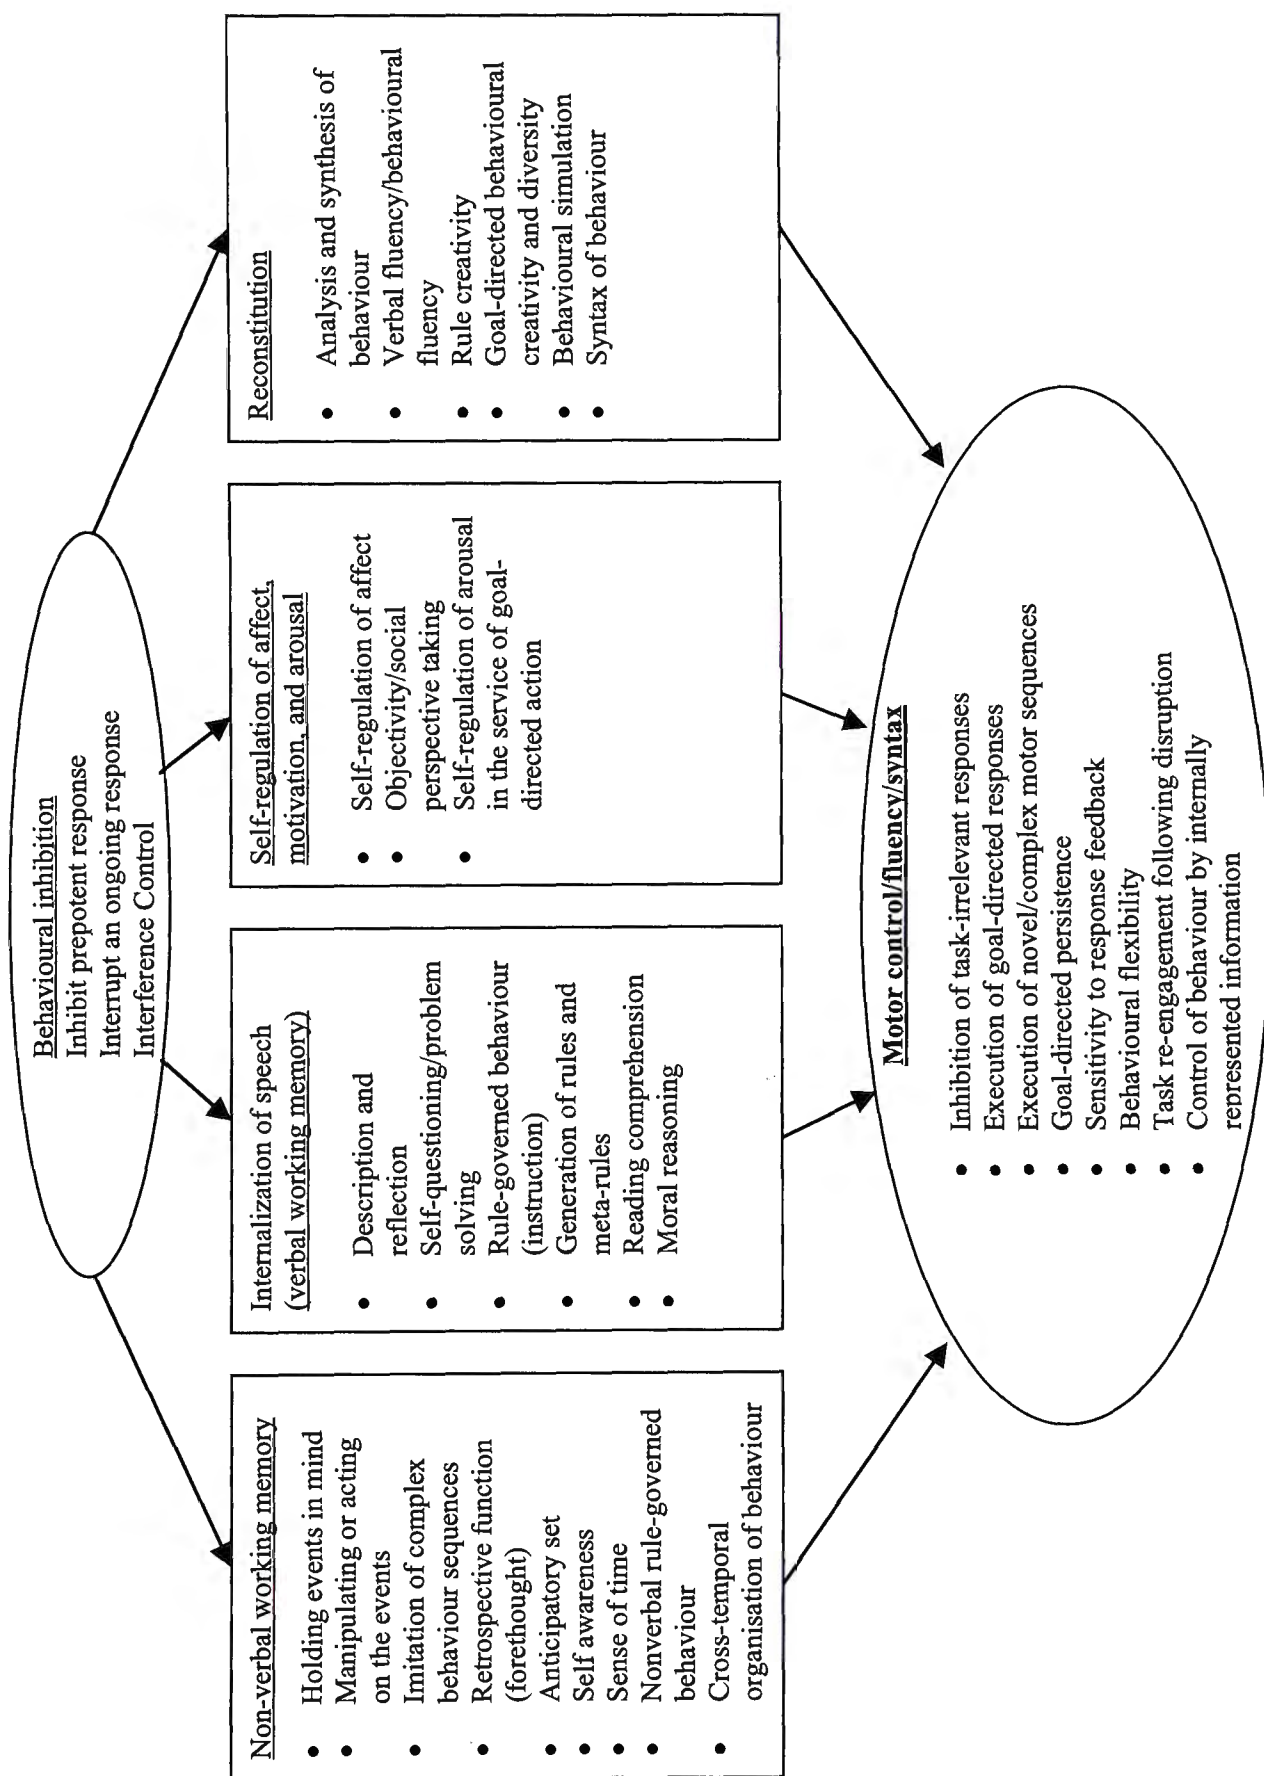 Behavioural inhibition
Inhibit prepotent response
Interrupt an ongoing response
Interference Control
Non-verbal working memory
• Holding events in mind
• Manipulating or acting
on the events
• Imitation of complex
behaviour sequences
• Retrospective function
(forethought)
• Anticipatory set
• Self awareness
• Sense of time
• Nonverbal rule-governed
behaviour
• Cross-temporal
organisation of behaviour
Internalization of speech
(verbal working memory)
• Description and
reflection
• Self-questioning/problem
solving
• Rule-governed behaviour
(instruction)
• Generation of rules and
meta-rules
• Reading comprehension
• Moral reasoning
Self-regulation of affect,
motivation, and arousal
• Self-regulation of affect
• Objectivity/social
perspective taking
• Self-regulation of arousal
in the service of goal-
directed action
Reconstitution
• Analysis and synthesis of
behaviour
• Verbal fluency/behavioural
fluency
• Rule creativity
• Goal-directed behavioural
creativity and diversity
• Behavioural simulation
• Syntax of behaviour
Motor control/fluency/syntax
• Inhibition of task-irrelevant responses
• Execution of goal-directed responses
• Execution of novel/complex motor sequences
• Goal-directed persistence
• Sensitivity to response feedback
• Behavioural flexibility
• Task re-engagement following disruption
• Control of behaviour by internally
represented information